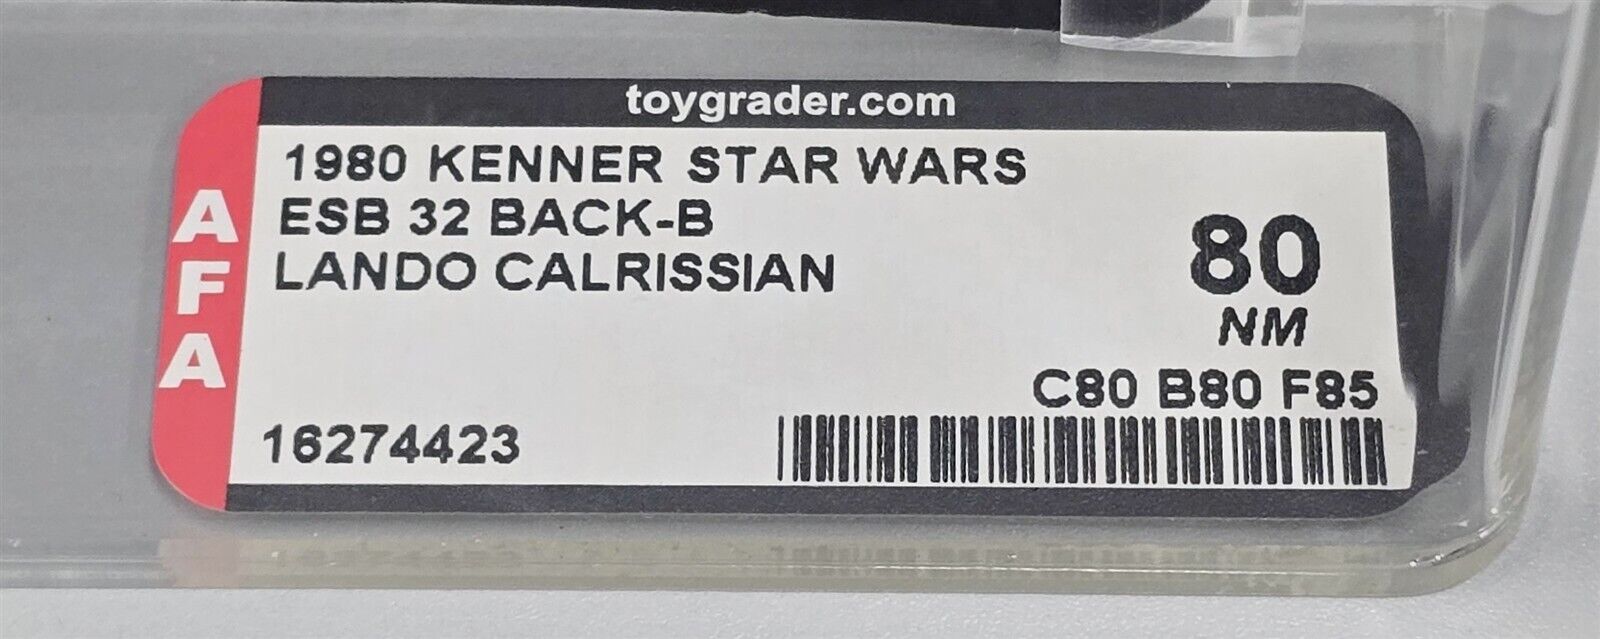 toygrader.com
AFA
1980 KENNER STAR WARS
ESB 32 BACK-B
LANDO CALRISSIAN
80
NM
C80 B80 F85
16274423